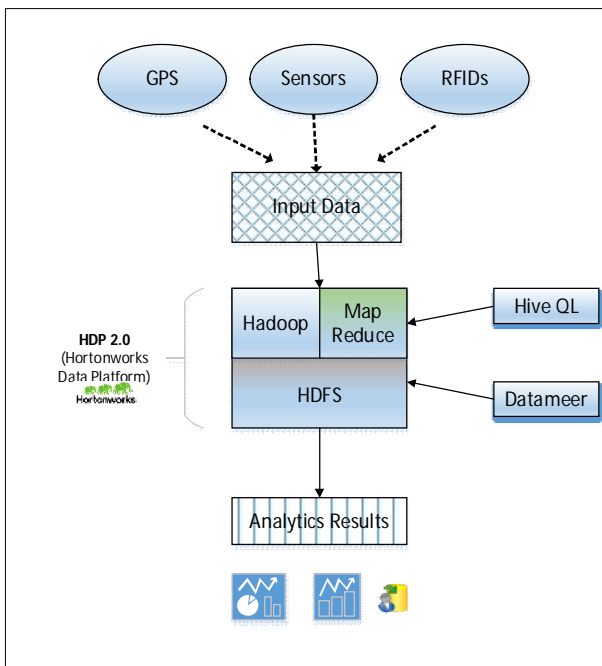 GPS
Sensors
RFIDs
Input Data
Hadoop
Map
Reduce
Hive QL
HDP 2.0
(Hortonworks
Data Platform)
Hortonworks
HDFS
Datameer
Analytics Results